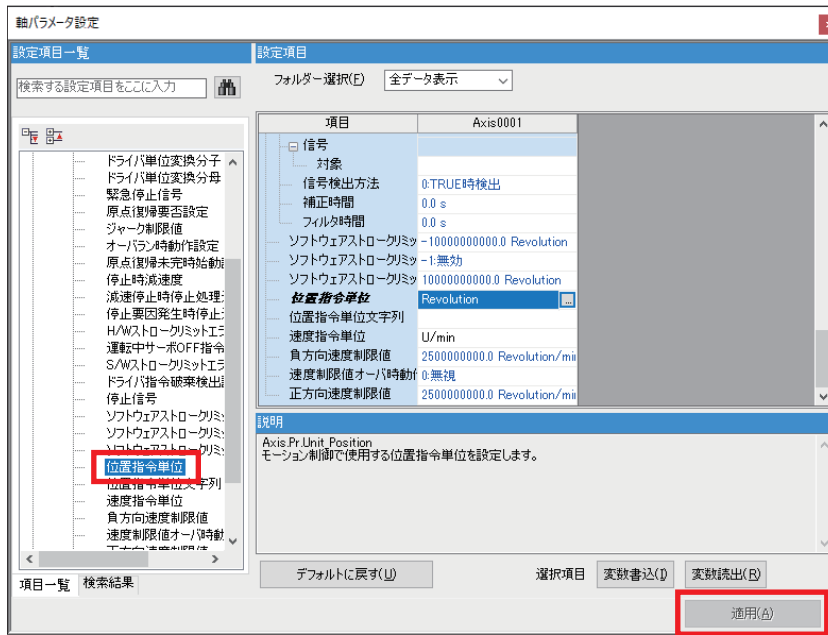 軸パラメータ設定
設定項目一覧
検索する設定項目をここに入力
ドライバ単位変換分子
ドライバ単位変換分母
緊急停止信号
原点復帰要否設定
ジャーク制限値
オーバラン時動作設定
原点復帰未完時始動
停止時減速度
減速停止時停止処理
停止要因発生時停止
H/Wストロークリミットエラ
運転中サーボOFF指令
S/Wストロークリミットエラ
ドライバ指令破棄検出
停止信号
ソフトウェアストロークリミ
ソフトウェアストロークリミ
ソフトウェアストロークリミ
位置指令単位
位置指令単位文字列
速度指令単位
負方向速度制限値
速度制限値オーバ時動
正方向速度制限値
項目一覧 検索結果
設定項目
フォルダー選択(F) 全データ表示
項目 Axis0001
信号
対象
信号検出方法 0:TRUE時検出
補正時間 0.0 s
フィルタ時間 0.0 s
ソフトウェアストロークリミッ -10000000000.0 Revolution
ソフトウェアストロークリミッ -1:無効
ソフトウェアストロークリミッ 10000000000.0 Revolution
位置指令単位 Revolution ...
位置指令単位文字列
速度指令単位 U/min
負方向速度制限値 2500000000.0 Revolution/mi
速度制限値オーバ時動作 0:無視
正方向速度制限値 2500000000.0 Revolution/mi
説明
Axis.Pr.Unit_Position
モーション制御で使用する位置指令単位を設定します。
デフォルトに戻す(U) 選択項目 変数書込(I) 変数読出(R)
適用(A)